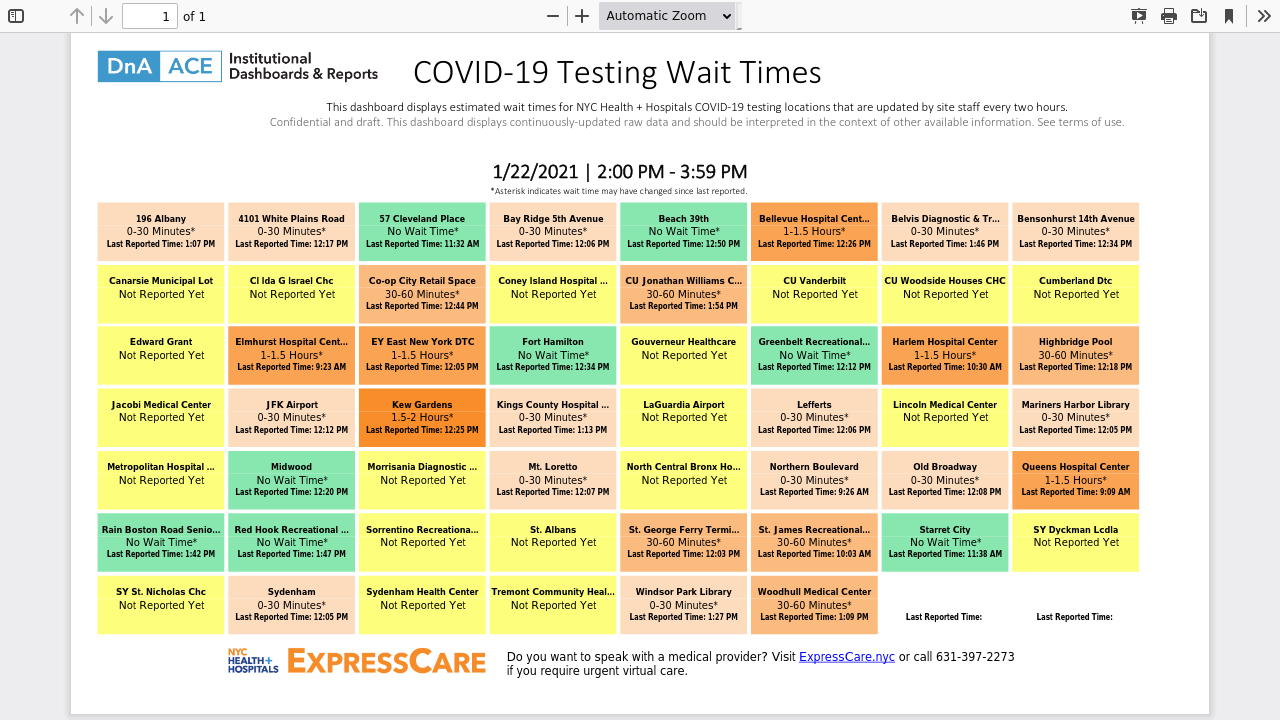 1 of 1
Automatic Zoom
DnA ACE Institutional
Dashboards & Reports
COVID-19 Testing Wait Times
This dashboard displays estimated wait times for NYC Health + Hospitals COVID-19 testing locations that are updated by site staff every two hours.
Confidential and draft. This dashboard displays continuously-updated raw data and should be interpreted in the context of other available information. See terms of use.
1/22/2021 | 2:00 PM - 3:59 PM
*Asterisk indicates wait time may have changed since last reported.
196 Albany
0-30 Minutes*
Last Reported Time: 1:07 PM
4101 White Plains Road
0-30 Minutes*
Last Reported Time: 12:17 PM
57 Cleveland Place
No Wait Time*
Last Reported Time: 11:32 AM
Bay Ridge 5th Avenue
0-30 Minutes*
Last Reported Time: 12:06 PM
Beach 39th
No Wait Time*
Last Reported Time: 12:50 PM
Bellevue Hospital Cent...
1-1.5 Hours*
Last Reported Time: 12:26 PM
Belvis Diagnostic & Tr...
0-30 Minutes*
Last Reported Time: 1:46 PM
Bensonhurst 14th Avenue
0-30 Minutes*
Last Reported Time: 12:34 PM
Canarsie Municipal Lot
Not Reported Yet
Cl Ida G Israel Chc
Not Reported Yet
Co-op City Retail Space
30-60 Minutes*
Last Reported Time: 12:44 PM
Coney Island Hospital ...
Not Reported Yet
CU Jonathan Williams C...
30-60 Minutes*
Last Reported Time: 1:54 PM
CU Vanderbilt
Not Reported Yet
CU Woodside Houses CHC
Not Reported Yet
Cumberland Dtc
Not Reported Yet
Edward Grant
Not Reported Yet
Elmhurst Hospital Cent...
1-1.5 Hours*
Last Reported Time: 9:23 AM
EY East New York DTC
1-1.5 Hours*
Last Reported Time: 12:05 PM
Fort Hamilton
No Wait Time*
Last Reported Time: 12:34 PM
Gouverneur Healthcare
Not Reported Yet
Greenbelt Recreational...
No Wait Time*
Last Reported Time: 12:12 PM
Harlem Hospital Center
1-1.5 Hours*
Last Reported Time: 10:30 AM
Highbridge Pool
30-60 Minutes*
Last Reported Time: 12:18 PM
Jacobi Medical Center
Not Reported Yet
JFK Airport
0-30 Minutes*
Last Reported Time: 12:12 PM
Kew Gardens
1.5-2 Hours*
Last Reported Time: 12:25 PM
Kings County Hospital ...
0-30 Minutes*
Last Reported Time: 1:13 PM
LaGuardia Airport
Not Reported Yet
Lefferts
0-30 Minutes*
Last Reported Time: 12:06 PM
Lincoln Medical Center
Not Reported Yet
Mariners Harbor Library
0-30 Minutes*
Last Reported Time: 12:05 PM
Metropolitan Hospital ...
Not Reported Yet
Midwood
No Wait Time*
Last Reported Time: 12:20 PM
Morrisania Diagnostic ...
Not Reported Yet
Mt. Loretto
0-30 Minutes*
Last Reported Time: 12:07 PM
North Central Bronx Ho...
Not Reported Yet
Northern Boulevard
0-30 Minutes*
Last Reported Time: 9:26 AM
Old Broadway
0-30 Minutes*
Last Reported Time: 12:08 PM
Queens Hospital Center
1-1.5 Hours*
Last Reported Time: 9:09 AM
Rain Boston Road Senio...
No Wait Time*
Last Reported Time: 1:42 PM
Red Hook Recreational ...
No Wait Time*
Last Reported Time: 1:47 PM
Sorrentino Recreationa...
Not Reported Yet
St. Albans
Not Reported Yet
St. George Ferry Termi...
30-60 Minutes*
Last Reported Time: 12:03 PM
St. James Recreational...
30-60 Minutes*
Last Reported Time: 10:03 AM
Starret City
No Wait Time*
Last Reported Time: 11:38 AM
SY Dyckman Lcdla
Not Reported Yet
SY St. Nicholas Chc
Not Reported Yet
Sydenham
0-30 Minutes*
Last Reported Time: 12:05 PM
Sydenham Health Center
Not Reported Yet
Tremont Community Heal...
Not Reported Yet
Windsor Park Library
0-30 Minutes*
Last Reported Time: 1:27 PM
Woodhull Medical Center
30-60 Minutes*
Last Reported Time: 1:09 PM
Last Reported Time:
Last Reported Time:
NYC
HEALTH+
HOSPITALS
EXPRESSCARE
Do you want to speak with a medical provider? Visit ExpressCare.nyc or call 631-397-2273
if you require urgent virtual care.